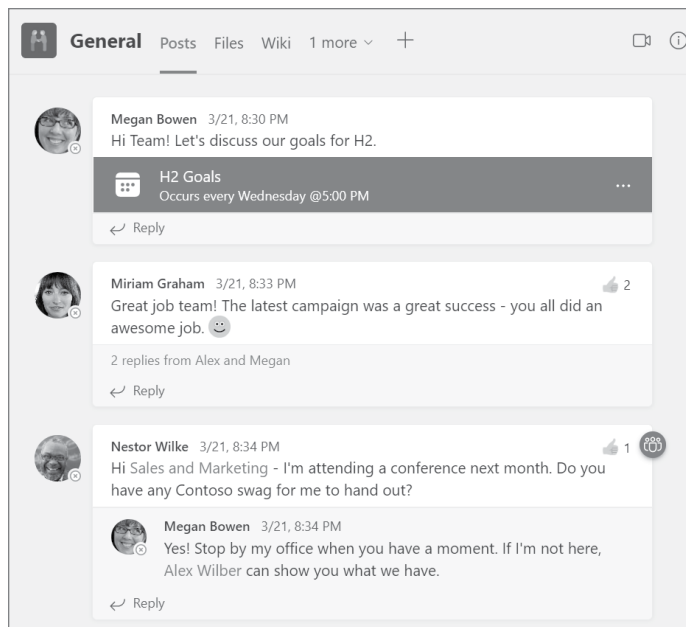 General Posts Files Wiki 1 more
Megan Bowen 3/21, 8:30 PM
Hi Team! Let's discuss our goals for H2.
H2 Goals
Occurs every Wednesday @5:00 PM
Reply
Miriam Graham 3/21, 8:33 PM 2
Great job team! The latest campaign was a great success - you all did an
awesome job.
2 replies from Alex and Megan
Reply
Nestor Wilke 3/21, 8:34 PM 1
Hi Sales and Marketing - I'm attending a conference next month. Do you
have any Contoso swag for me to hand out?
Megan Bowen 3/21, 8:34 PM
Yes! Stop by my office when you have a moment. If I'm not here,
Alex Wilber can show you what we have.
Reply